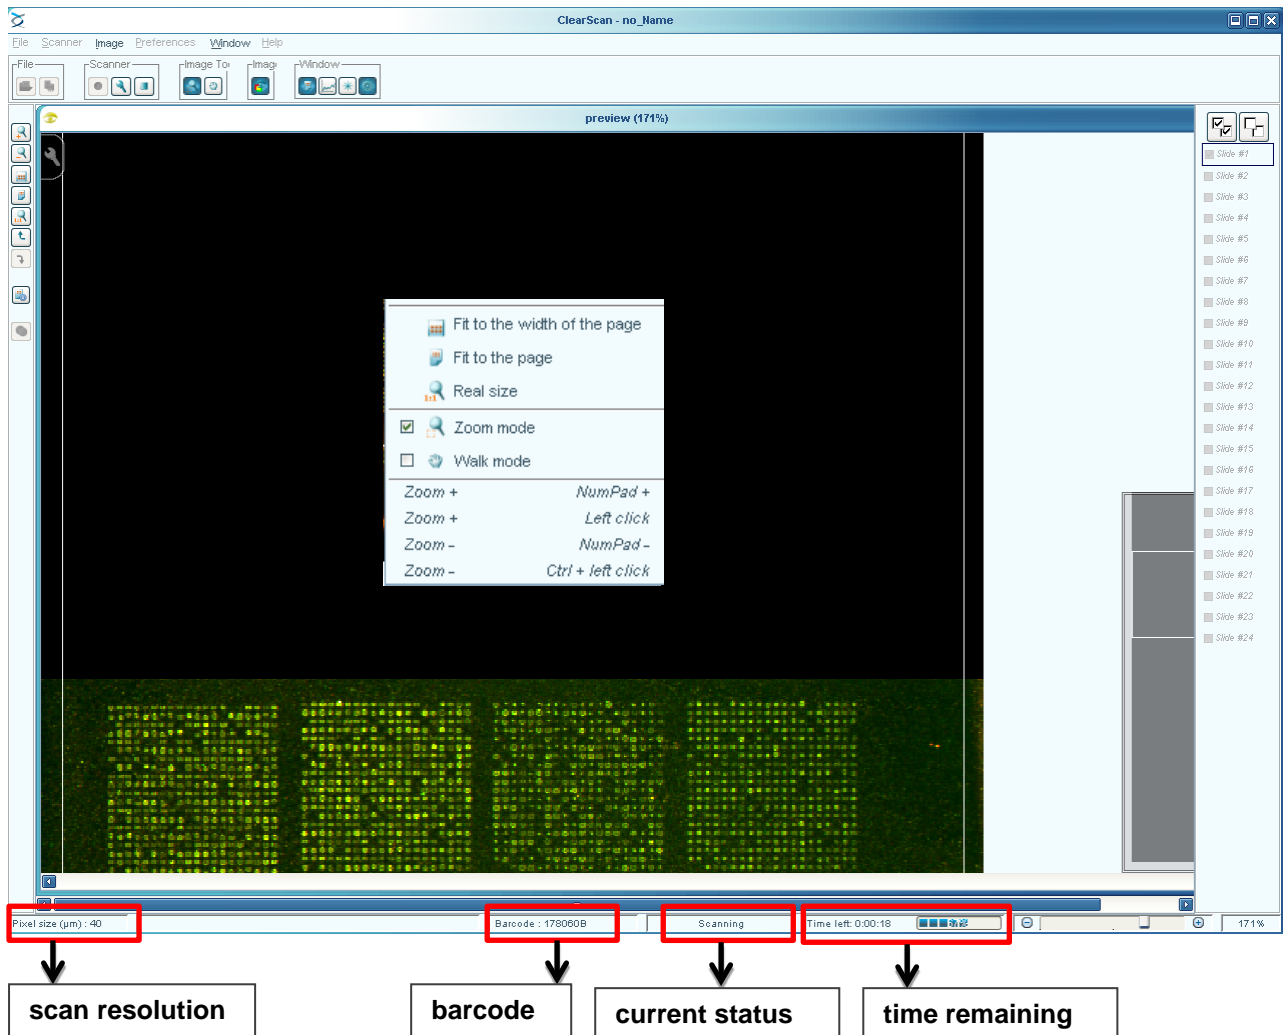 ClearScan - no_Name
File Scanner Image Preferences Window Help
File Scanner Image To Imag Window
preview (171%)
Slide #1
Slide #2
Slide #3
Slide #4
Slide #5
Slide #6
Slide #7
Slide #8
Slide #9
Slide #10
Slide #11
Slide #12
Slide #13
Slide #14
Slide #15
Slide #16
Slide #17
Slide #18
Slide #19
Slide #20
Slide #21
Slide #22
Slide #23
Slide #24
Fit to the width of the page
Fit to the page
1:1 Real size
Zoom mode
Walk mode
Zoom + NumPad +
Zoom + Left click
Zoom - NumPad -
Zoom - Ctrl + left click
Pixel size (µm) : 40 Barcode : 178060B Scanning Time left: 0:00:18 171%
scan resolution barcode current status time remaining